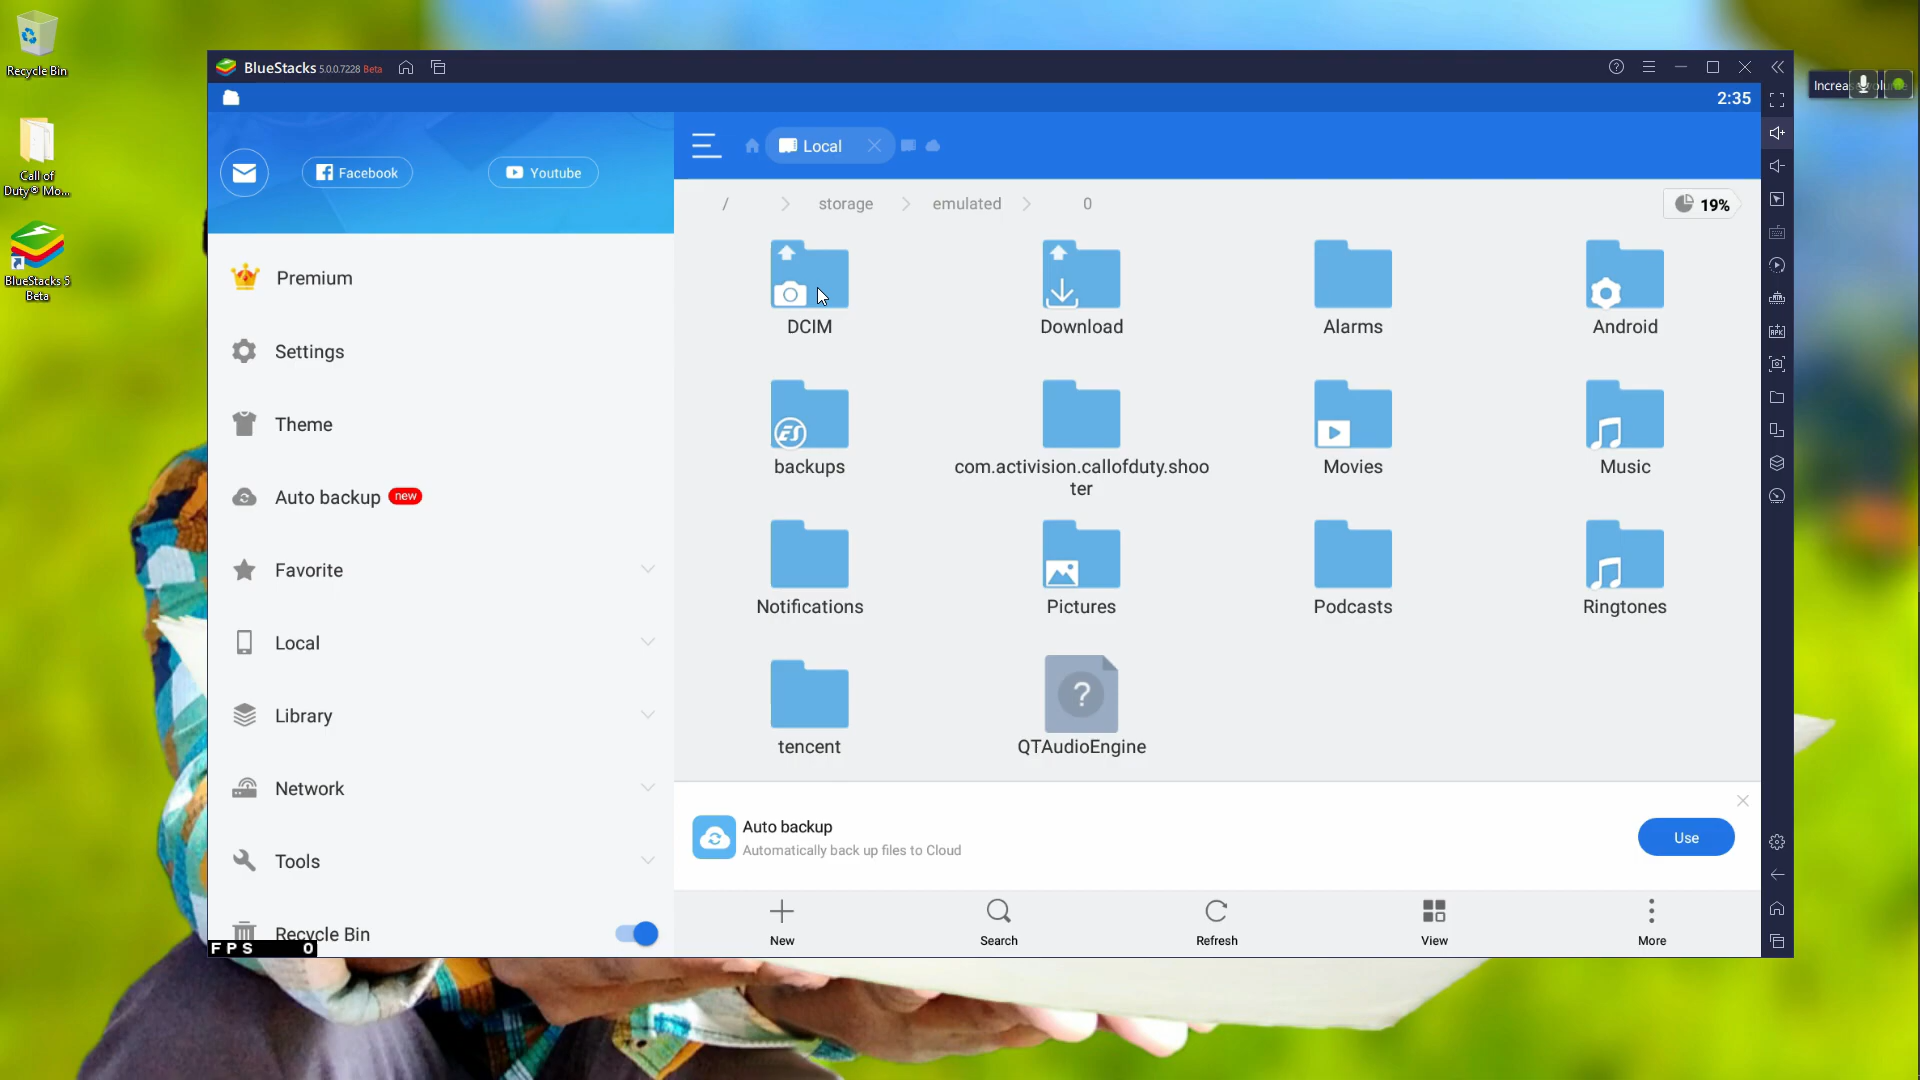 Recycle Bin
Call of
Duty® Mo...
BlueStacks 5
Beta
BlueStacks 5.0.0.7228 Beta
2:35
Facebook
Youtube
Premium
Settings
Theme
Auto backup new
Favorite
Local
Library
Network
Tools
Recycle Bin
FPS 0
Local
/ storage emulated 0
19%
DCIM
Download
Alarms
Android
backups
com.activision.callofduty.shoo
ter
Movies
Music
Notifications
Pictures
Podcasts
Ringtones
tencent
?
QTAudioEngine
Auto backup
Automatically back up files to Cloud
Use
New
Search
Refresh
View
More